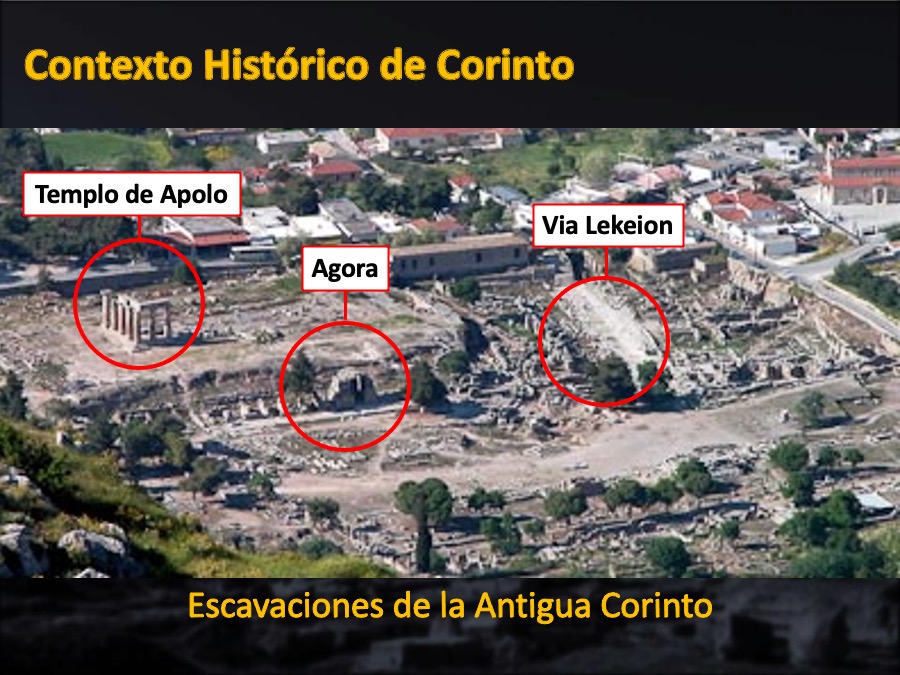 Contexto Histórico de Corinto
Templo de Apolo
Via Lekeion
Agora
Escavaciones de la Antigua Corinto